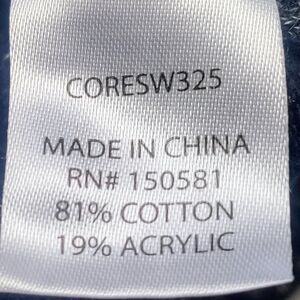 CORESW325
MADE IN CHINA
RN# 150581
81% COTTON
19% ACRYLIC